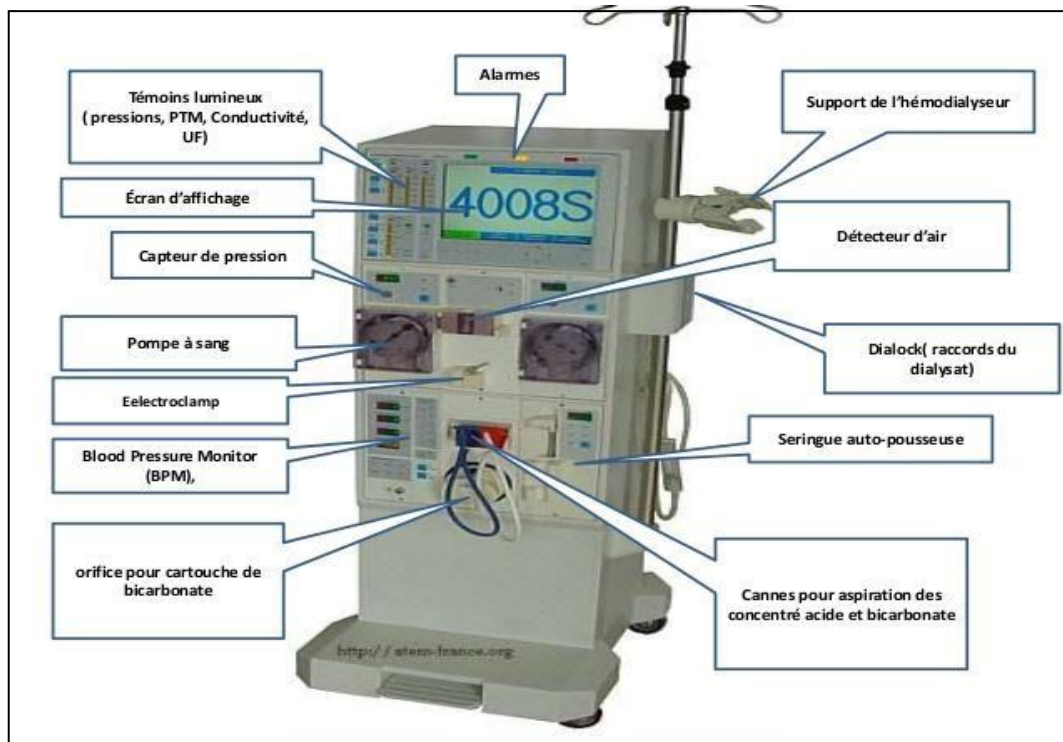 Alarmes
Témoins lumineux
( pressions, PTM, Conductivité,
UF)
Support de l’hémodialyseur
Écran d’affichage
4008S
Détecteur d’air
Capteur de pression
Pompe à sang
Dialock( raccords du
dialysat)
Eelectroclamp
Seringue auto-pousseuse
Blood Pressure Monitor
(BPM),
orifice pour cartouche de
bicarbonate
Cannes pour aspiration des
concentré acide et bicarbonate
http://atem-france.org